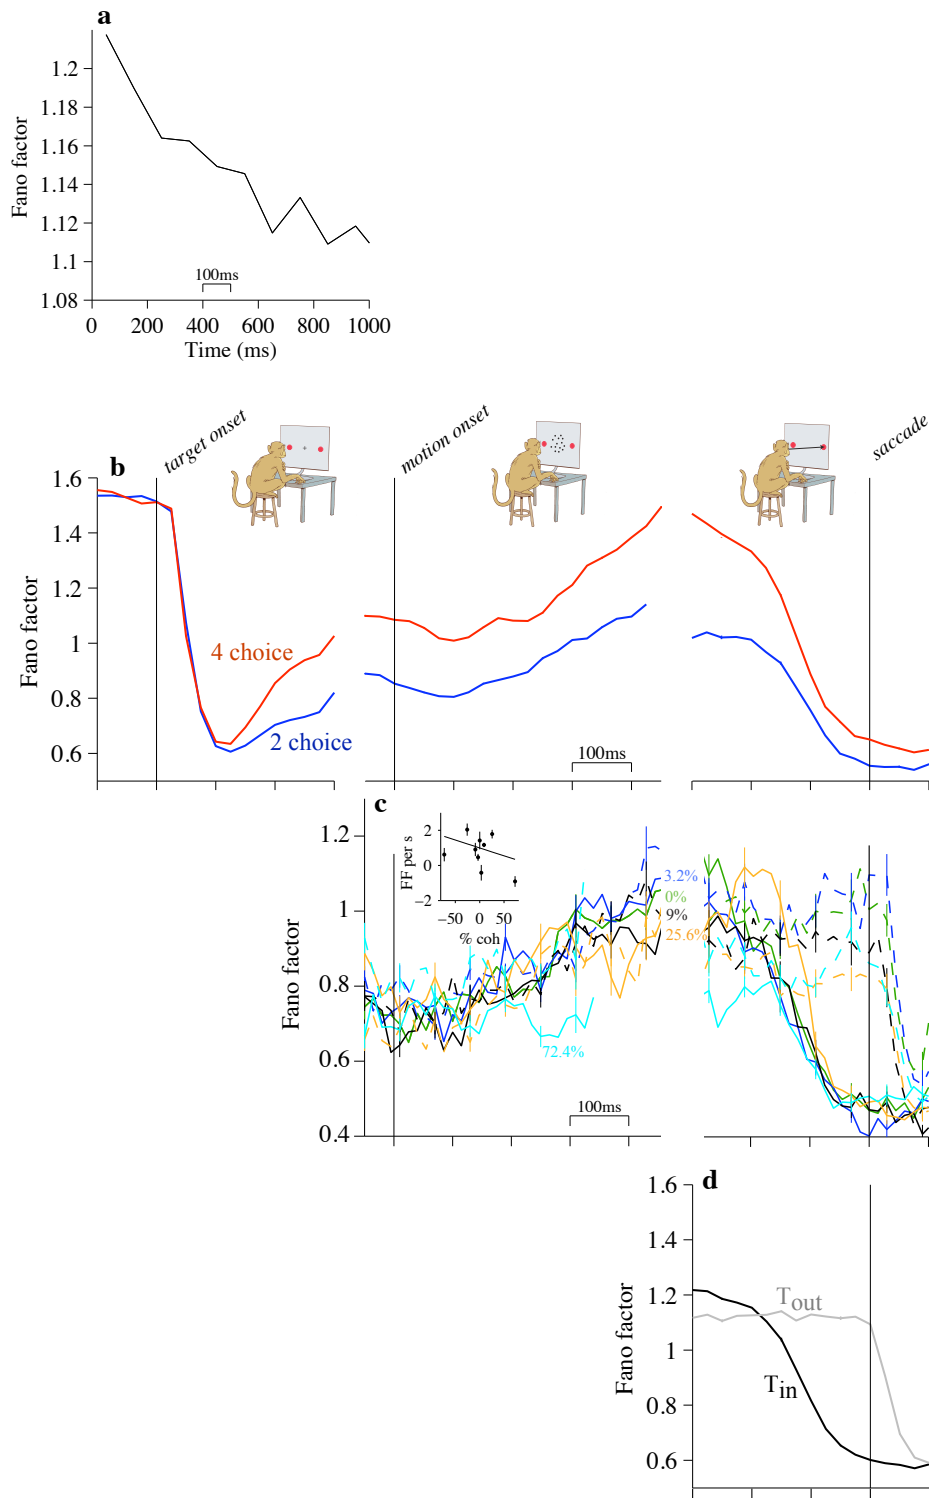 a
Fano factor
1.2
1.18
1.16
1.14
1.12
1.1
1.08
100ms
0 200 400 600 800 1000
Time (ms)
b
target onset
motion onset
saccade
Fano factor
1.6
1.4
1.2
1
0.8
0.6
4 choice
2 choice
100ms
c
Fano factor
1.2
1
0.8
0.6
0.4
FF per s
2
0
−2
−50 0 50
% coh
3.2%
0%
9%
25.6%
72.4%
100ms
d
Fano factor
1.6
1.4
1.2
1
0.8
0.6
Tout
Tin